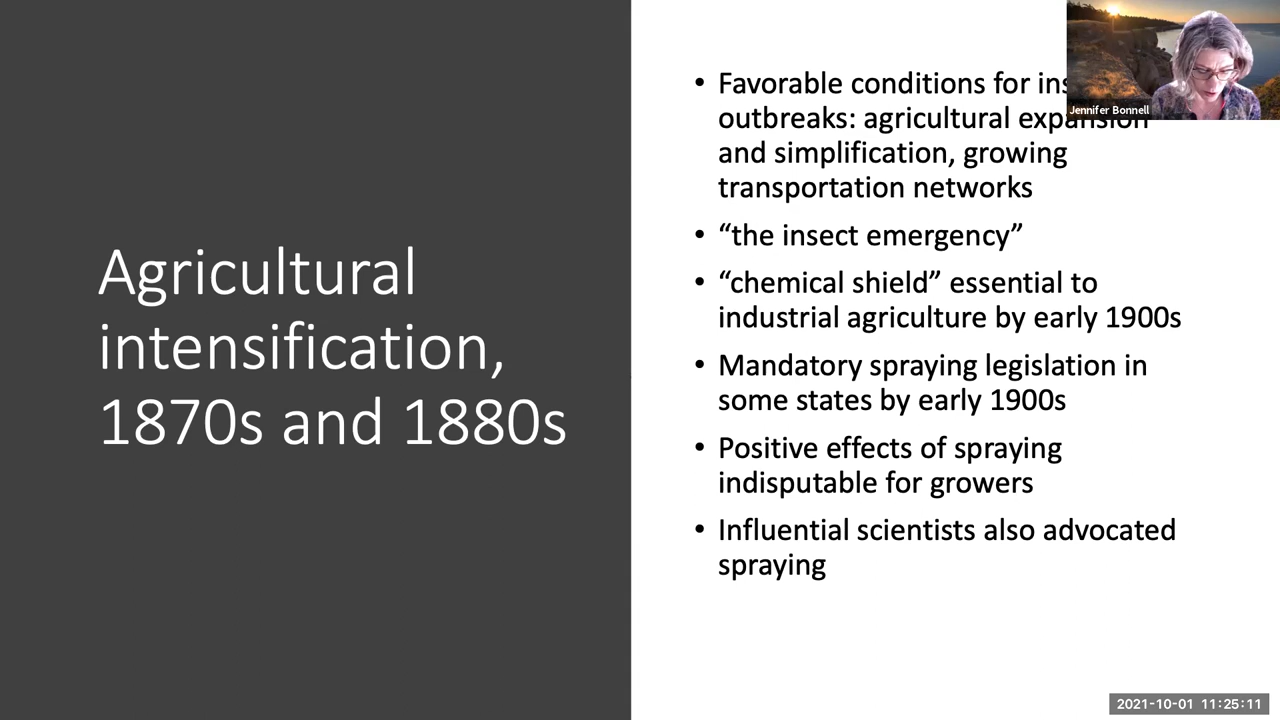 Agricultural
intensification,
1870s and 1880s
• Favorable conditions for
outbreaks: agricultural expansion
and simplification, growing
transportation networks
• “the insect emergency”
• “chemical shield” essential to
industrial agriculture by early 1900s
• Mandatory spraying legislation in
some states by early 1900s
• Positive effects of spraying
indisputable for growers
• Influential scientists also advocated
spraying
Jennifer Bonnell
2021-10-01 11:25:11